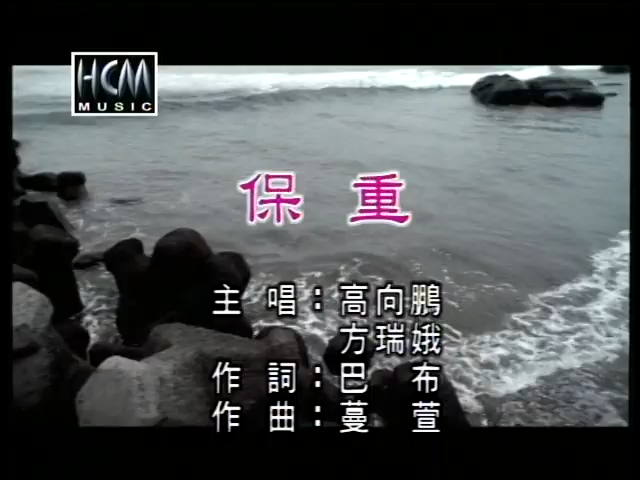 HCM
MUSIC
保 重
主 唱：高向鵬
方瑞娥
作 詞：巴 布
作 曲：蔓 萱